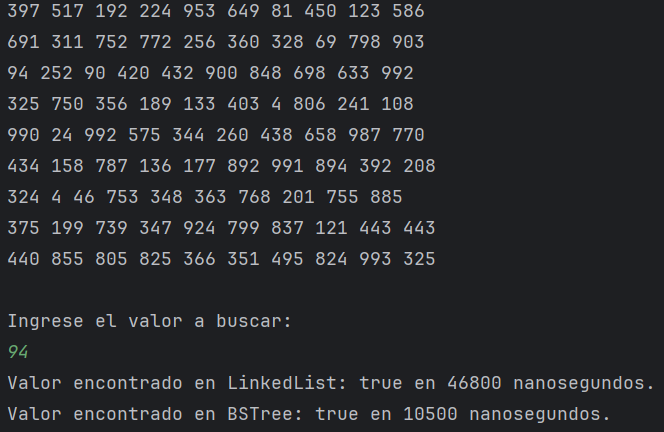 397 517 192 224 953 649 81 450 123 586
691 311 752 772 256 360 328 69 798 903
94 252 90 420 432 900 848 698 633 992
325 750 356 189 133 403 4 806 241 108
990 24 992 575 344 260 438 658 987 770
434 158 787 136 177 892 991 894 392 208
324 4 46 753 348 363 768 201 755 885
375 199 739 347 924 799 837 121 443 443
440 855 805 825 366 351 495 824 993 325
Ingrese el valor a buscar:
94
Valor encontrado en LinkedList: true en 46800 nanosegundos.
Valor encontrado en BSTree: true en 10500 nanosegundos.